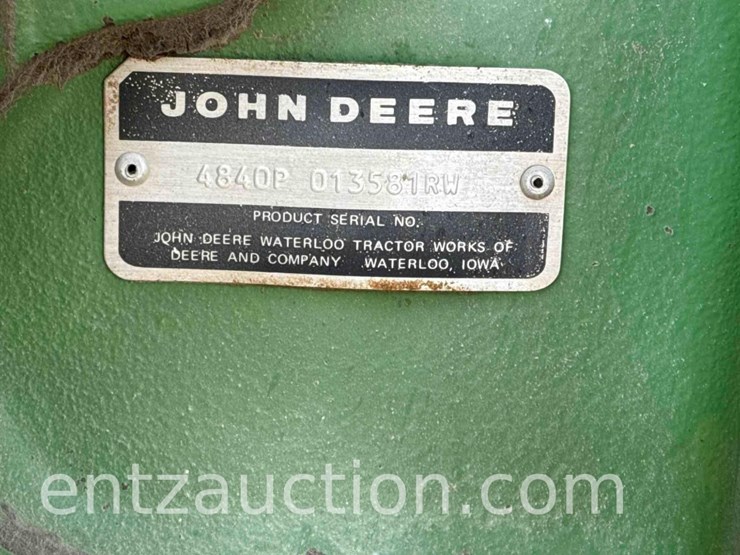 JOHN DEERE
4840P 013581RW
PRODUCT SERIAL NO.
JOHN DEERE WATERLOO TRACTOR WORKS OF
DEERE AND COMPANY WATERLOO, IOWA
entzauction.com